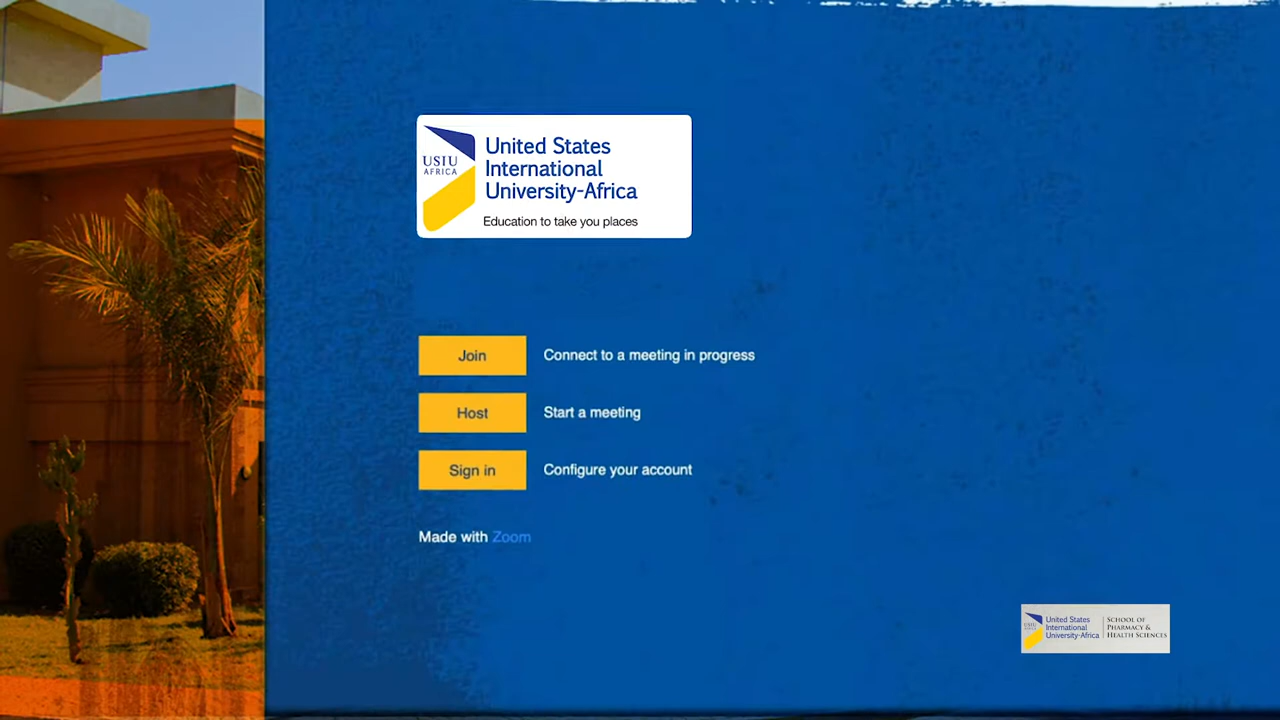 USIU
AFRICA
United States
International
University-Africa
Education to take you places
Join Connect to a meeting in progress
Host Start a meeting
Sign in Configure your account
Made with Zoom
USIU
AFRICA
United States
International
University-Africa
SCHOOL OF
PHARMACY &
HEALTH SCIENCES